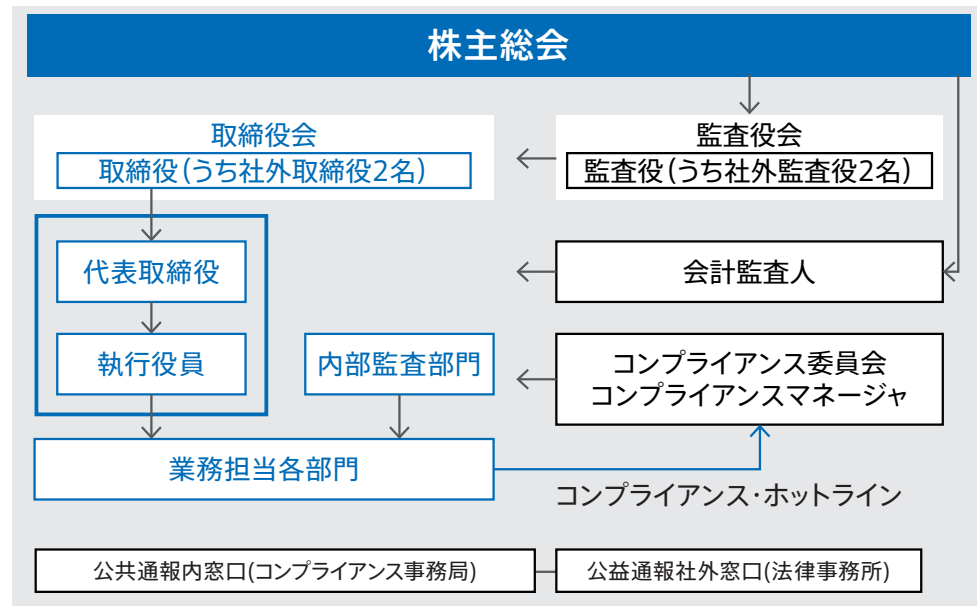 株主総会
取締役会
取締役(うち社外取締役2名)
監査役会
監査役(うち社外監査役2名)
代表取締役
会計監査人
執行役員
内部監査部門
コンプライアンス委員会
コンプライアンスマネージャ
業務担当各部門
コンプライアンス・ホットライン
公共通報内窓口(コンプライアンス事務局)
公益通報社外窓口(法律事務所)